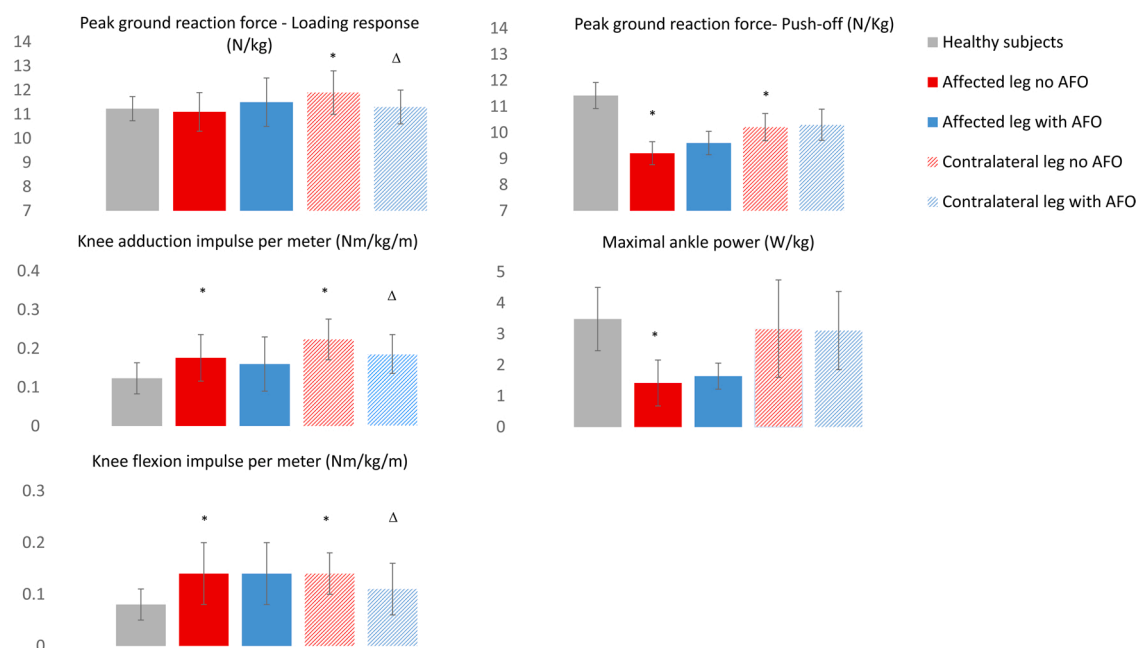 Peak ground reaction force - Loading response
(N/kg)
14
13
12
11
10
9
8
7
*
Δ
Peak ground reaction force- Push-off (N/Kg)
14
13
12
11
10
9
8
7
*
*
Healthy subjects
Affected leg no AFO
Affected leg with AFO
Contralateral leg no AFO
Contralateral leg with AFO
Knee adduction impulse per meter (Nm/kg/m)
0.4
0.3
0.2
0.1
0
*
*
Δ
Maximal ankle power (W/kg)
5
4
3
2
1
0
*
Knee flexion impulse per meter (Nm/kg/m)
0.3
0.2
0.1
0
*
*
Δ